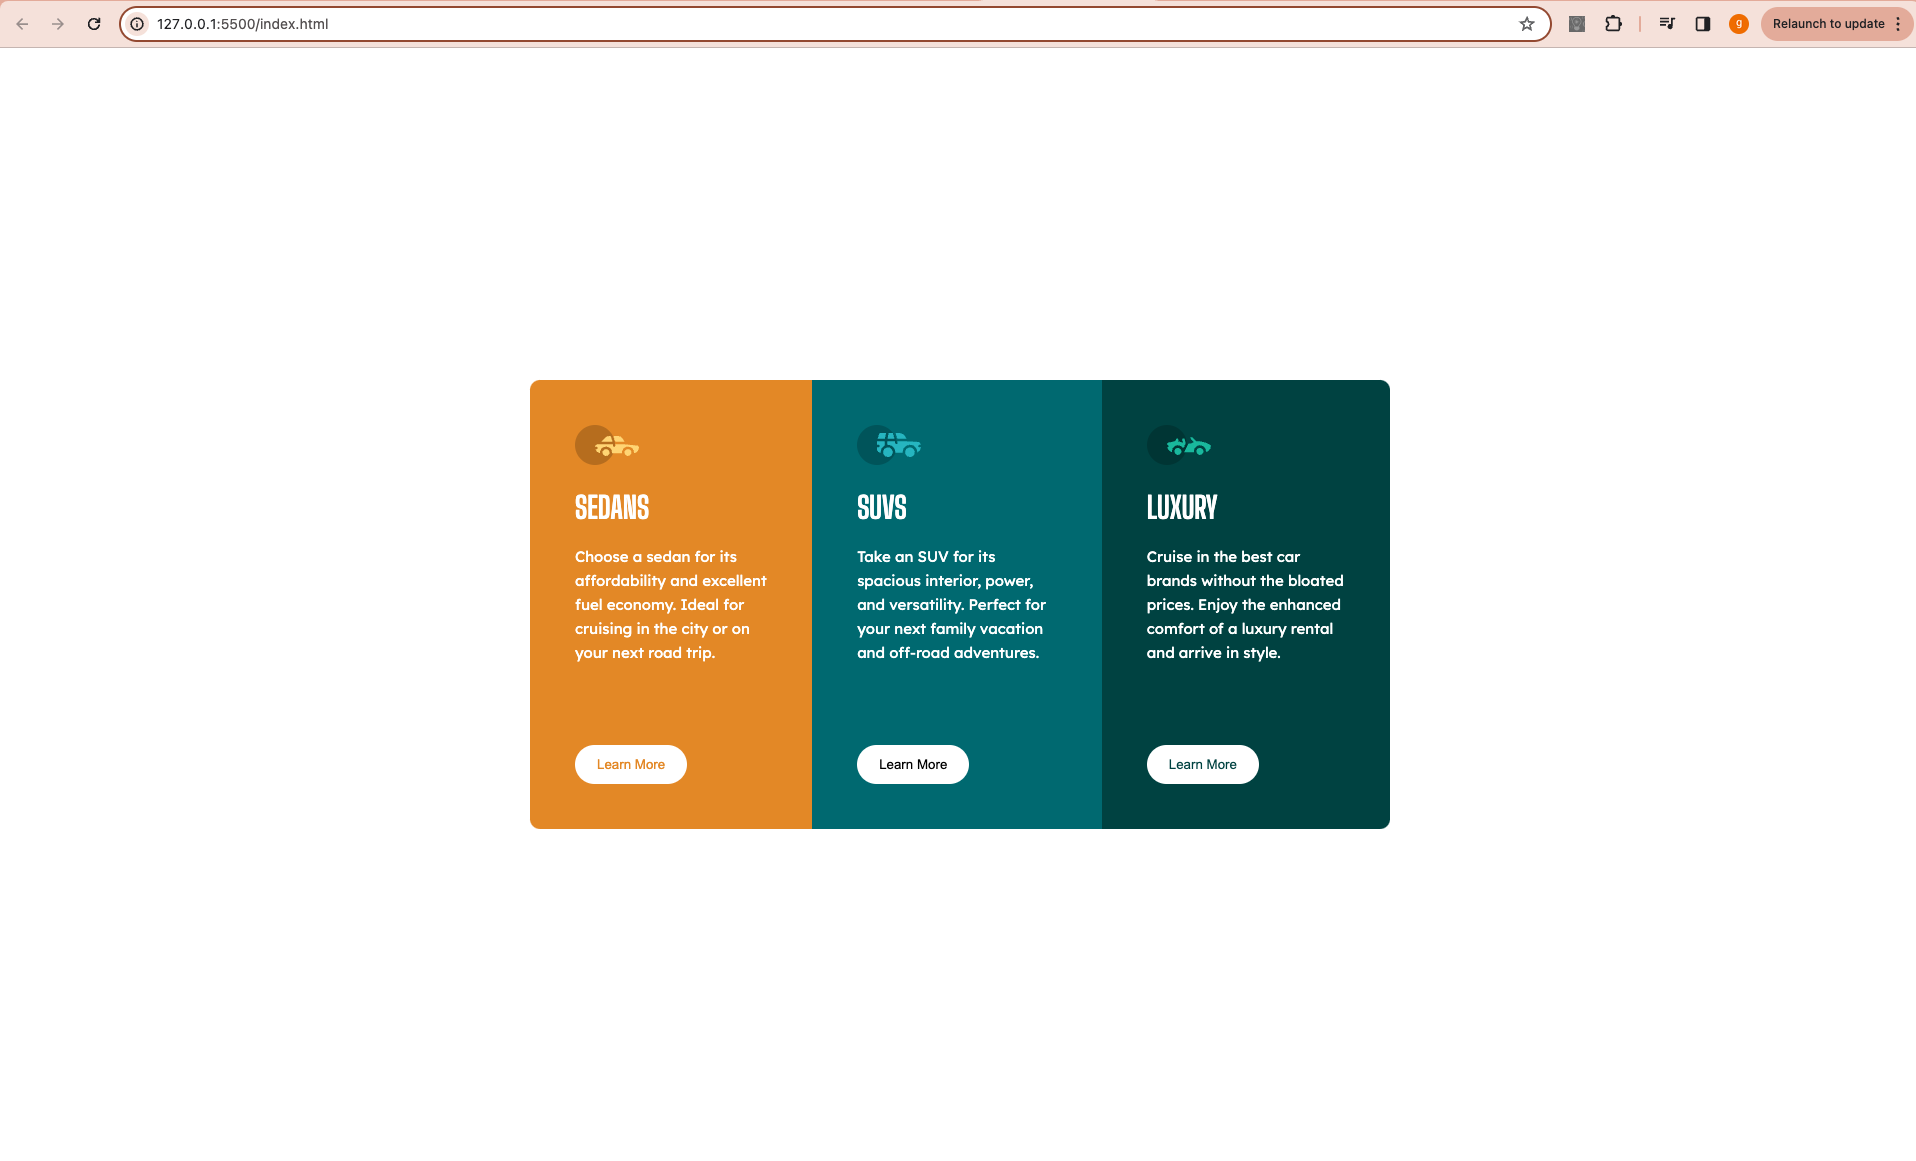 127.0.0.1:5500/index.html
g
Relaunch to update
SEDANS
Choose a sedan for its
affordability and excellent
fuel economy. Ideal for
cruising in the city or on
your next road trip.
Learn More
SUVS
Take an SUV for its
spacious interior, power,
and versatility. Perfect for
your next family vacation
and off-road adventures.
Learn More
LUXURY
Cruise in the best car
brands without the bloated
prices. Enjoy the enhanced
comfort of a luxury rental
and arrive in style.
Learn More